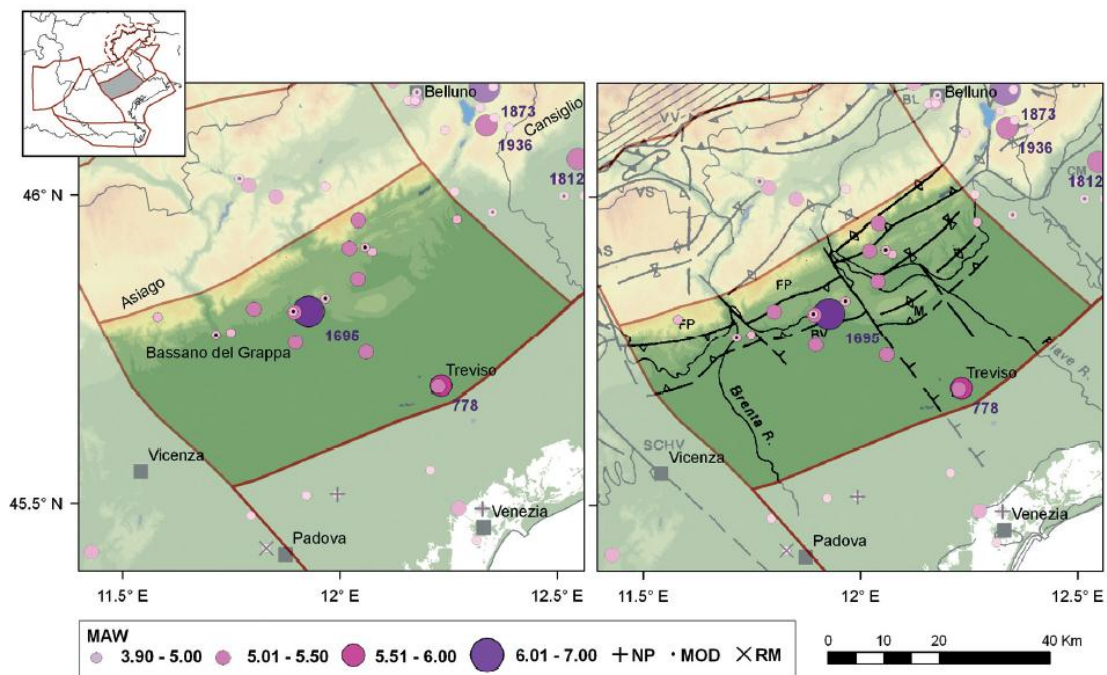 Belluno
1873
Cansiglio
1936
46° N
1812
Asiago
1695
Bassano del Grappa
Treviso
778
Vicenza
45.5° N
Venezia
Padova
11.5° E
12° E
12.5° E
Belluno
BL
1873
VV
1936
CM
VS
1812
AS
FP
FP
M
1695
BV
Treviso
778
Piave R.
Brenta R.
SCHV
Vicenza
Venezia
Padova
11.5° E
12° E
12.5° E
MAW
3.90 - 5.00 5.01 - 5.50 5.51 - 6.00 6.01 - 7.00 NP MOD RM
0 10 20 40 Km